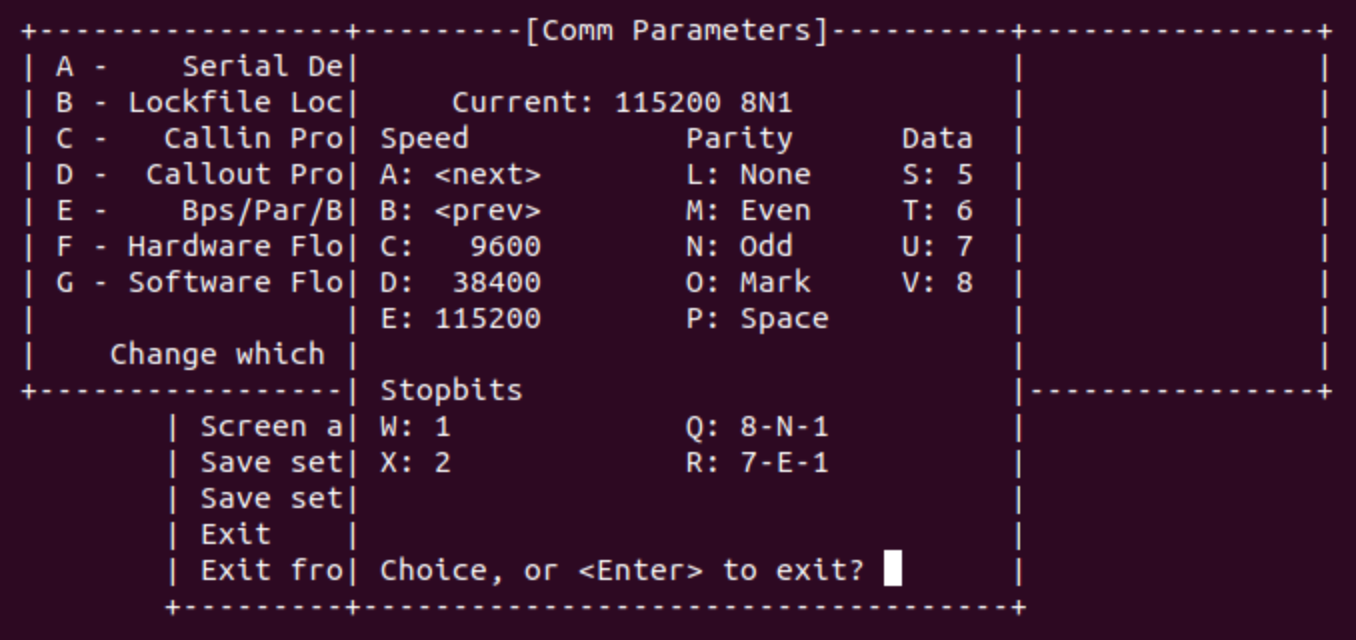 +-----------------+---------[Comm Parameters]----------+----------------+
| A -    Serial De|                                    |                |
| B - Lockfile Loc|     Current: 115200 8N1            |                |
| C -   Callin Pro| Speed            Parity      Data  |                |
| D -  Callout Pro| A: <next>        L: None     S: 5  |                |
| E -    Bps/Par/B| B: <prev>        M: Even     T: 6  |                |
| F - Hardware Flo| C:   9600        N: Odd      U: 7  |                |
| G - Software Flo| D:  38400        O: Mark     V: 8  |                |
|                 | E: 115200        P: Space          |                |
|    Change which |                                    |                |
+-----------------| Stopbits                           |----------------+
        | Screen a| W: 1             Q: 8-N-1          |
        | Save set| X: 2             R: 7-E-1          |
        | Save set|                                    |
        | Exit    |                                    |
        | Exit fro| Choice, or <Enter> to exit?        |
        +---------+------------------------------------+